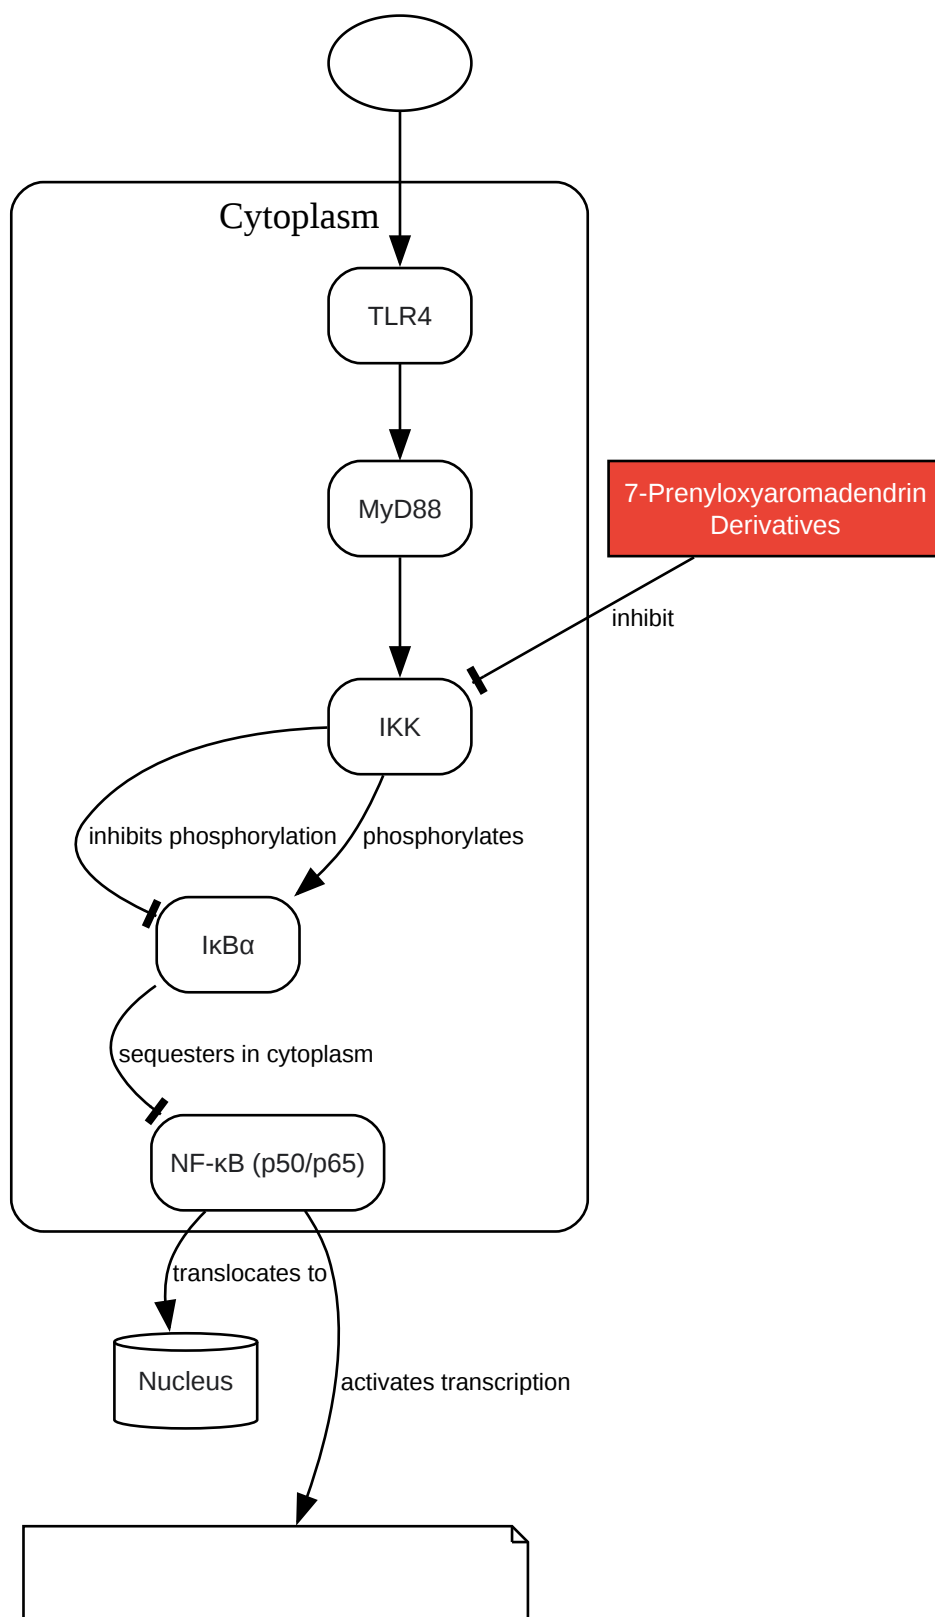 Cytoplasm
TLR4
MyD88
7-Prenyloxyaromadendrin
Derivatives
inhibit
IKK
inhibits phosphorylation
phosphorylates
IκBα
sequesters in cytoplasm
NF-κB (p50/p65)
translocates to
Nucleus
activates transcription